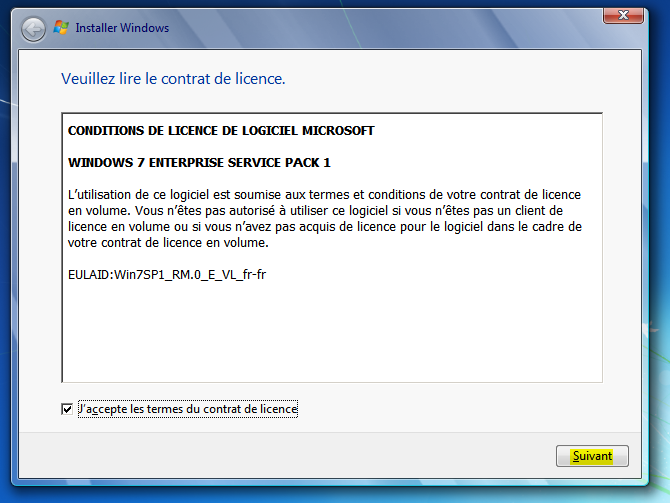 Installer Windows
Veuillez lire le contrat de licence.
CONDITIONS DE LICENCE DE LOGICIEL MICROSOFT
WINDOWS 7 ENTERPRISE SERVICE PACK 1
L'utilisation de ce logiciel est soumise aux termes et conditions de votre contrat de licence
en volume. Vous n'êtes pas autorisé à utiliser ce logiciel si vous n'êtes pas un client de
licence en volume ou si vous n'avez pas acquis de licence pour le logiciel dans le cadre de
votre contrat de licence en volume.
EULAID:Win7SP1_RM.0_E_VL_fr-fr
J'accepte les termes du contrat de licence
Suivant